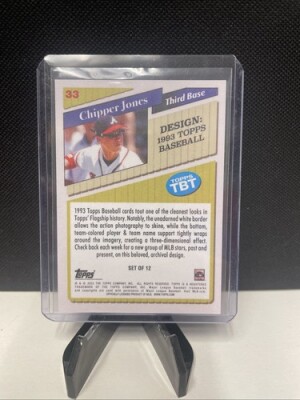 33
Chipper Jones
Third Base
DESIGN:
1993 TOPPS
BASEBALL
TOPPS
TBT
1993 Topps Baseball cards tout one of the cleanest looks in
Topps' Flagship history. Notably, the unadorned white border
allows the action photography to shine, while the bottom,
team-colored player & team name support tightly wraps
around the imagery, creating a three-dimensional effect.
Check back each week for a new group of MLB stars, past and
present, on this beloved, archival design.
SET OF 12
Topps